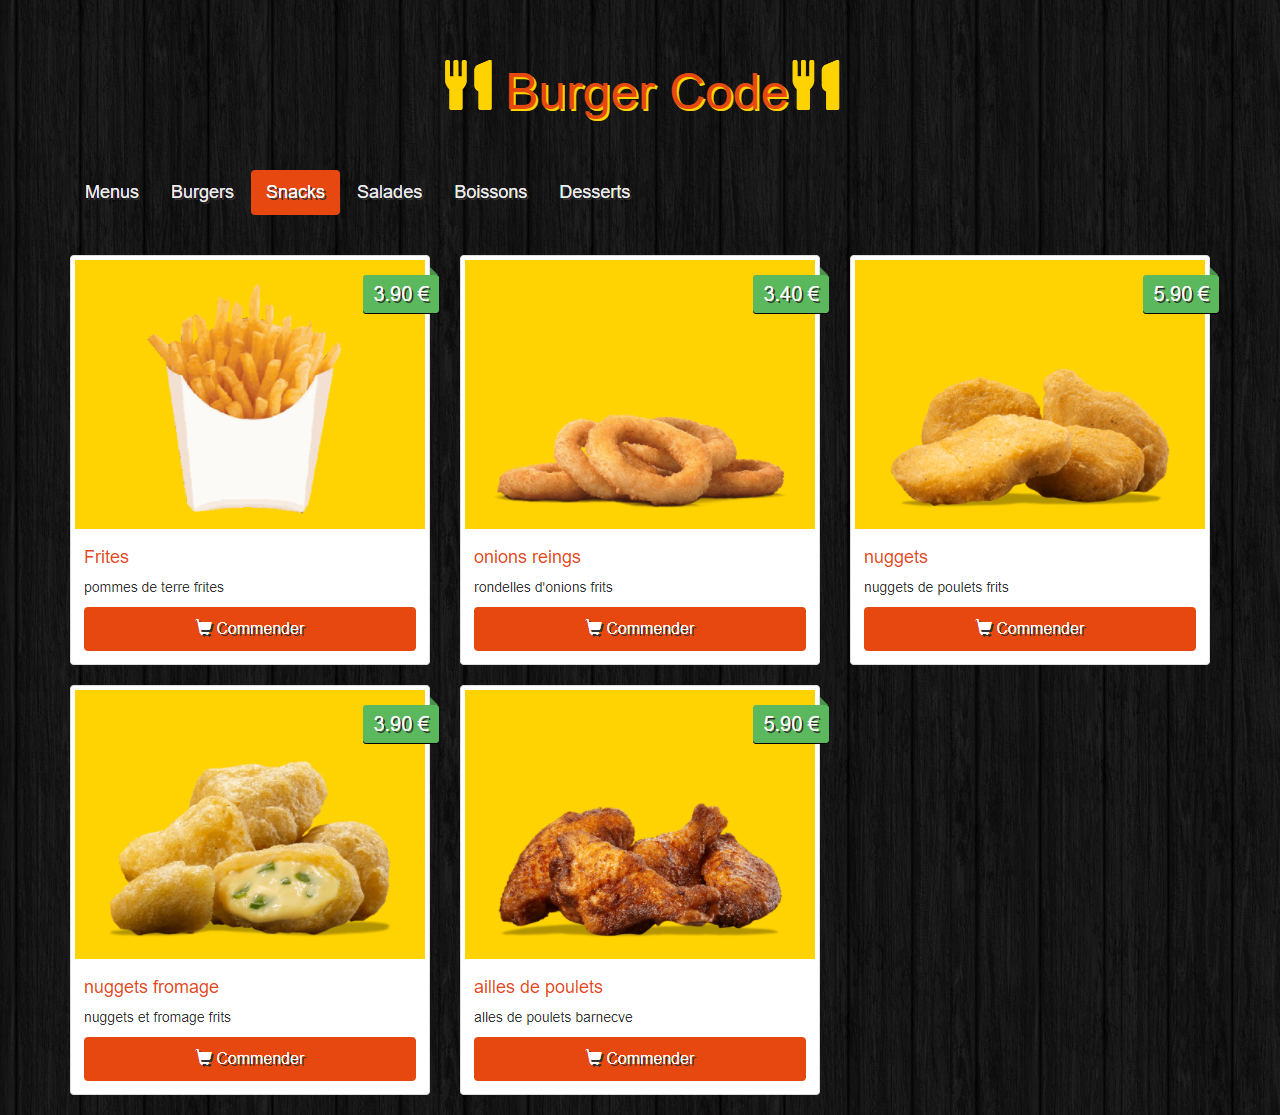 Burger Code
Menus Burgers Snacks Salades Boissons Desserts
3.90 € 3.40 € 5.90 €
Frites onions reings nuggets
pommes de terre frites rondelles d'onions frits nuggets de poulets frits
Commender Commender Commender
3.90 € 5.90 €
nuggets fromage ailles de poulets
nuggets et fromage frits alles de poulets barnecve
Commender Commender